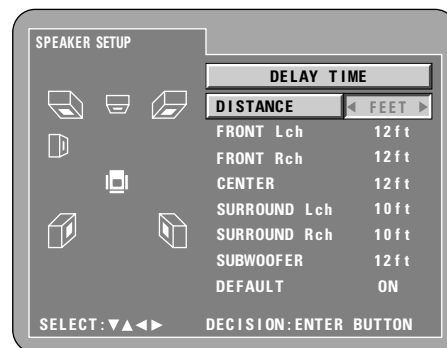 SPEAKER SETUP
DELAY TIME
DISTANCE ◀ FEET ▶
FRONT Lch 12ft
FRONT Rch 12ft
CENTER 12ft
SURROUND Lch 10ft
SURROUND Rch 10ft
SUBWOOFER 12ft
DEFAULT ON
SELECT:▼▲◀▶ DECISION:ENTER BUTTON